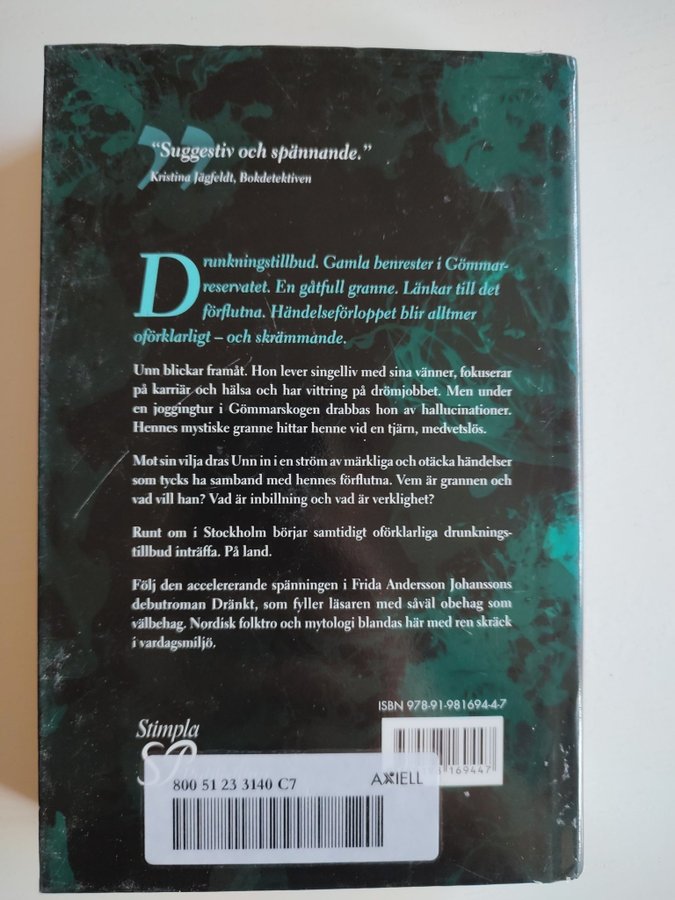 ”
“Suggestiv och spännande.”
Kristina Jägfeldt, Bokdetektiven
Drunkningstillbud. Gamla benrester i Gömmar-
reservatet. En gåtfull granne. Länkar till det
förflutna. Händelseförloppet blir alltmer
oförklarligt – och skrämmande.
Unn blickar framåt. Hon lever singelliv med sina vänner, fokuserar
på karriär och hälsa och har vittring på drömjobbet. Men under
en joggingtur i Gömmarskogen drabbas hon av hallucinationer.
Hennes mystiske granne hittar henne vid en tjärn, medvetslös.
Mot sin vilja dras Unn in i en ström av märkliga och otäcka händelser
som tycks ha samband med hennes förflutna. Vem är grannen och
vad vill han? Vad är inbillning och vad är verklighet?
Runt om i Stockholm börjar samtidigt oförklarliga drunknings-
tillbud inträffa. På land.
Följ den accelererande spänningen i Frida Andersson Johanssons
debutroman Dränkt, som fyller läsaren med såväl obehag som
välbehag. Nordisk folktro och mytologi blandas här med ren skräck
i vardagsmiljö.
ISBN 978-91-981694-4-7
Stimpla
169447
800 51 23 3140 C7
AXIELL